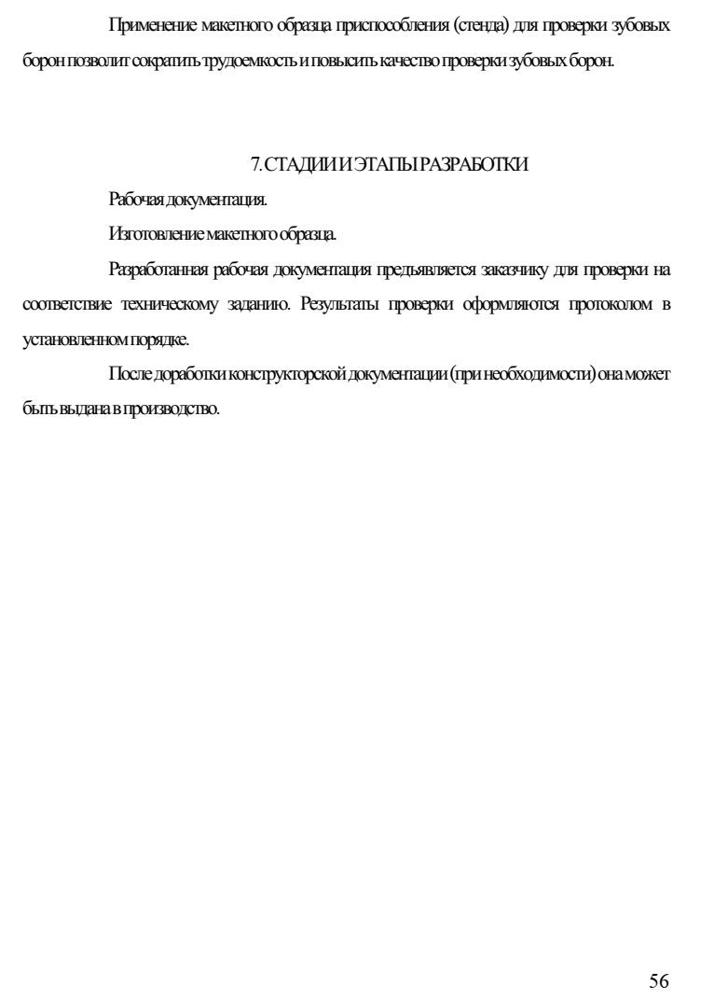 Применение макетного образца приспособления (стенда) для проверки зубовых
борон позволит сократить трудоемкость и повысить качество проверки зубовых борон.
7. СТАДИИ И ЭТАПЫ РАЗРАБОТКИ
Рабочая документация.
Изготовление макетного образца.
Разработанная рабочая документация предъявляется заказчику для проверки на
соответствие техническому заданию. Результаты проверки оформляются протоколом в
установленном порядке.
После доработки конструкторской документации (при необходимости) она может
быть выдана в производство.
56